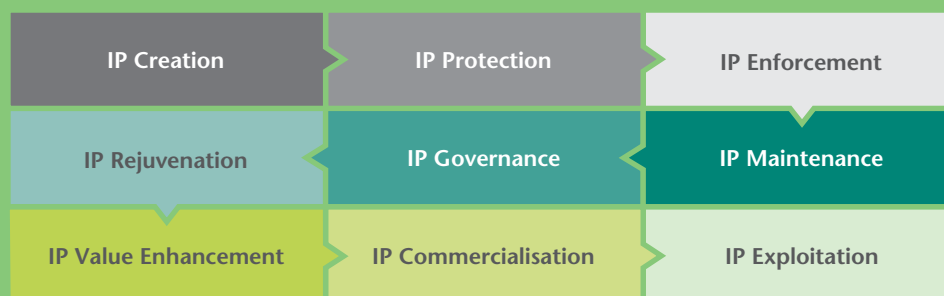 IP Creation
IP Protection
IP Enforcement
IP Rejuvenation
IP Governance
IP Maintenance
IP Value Enhancement
IP Commercialisation
IP Exploitation